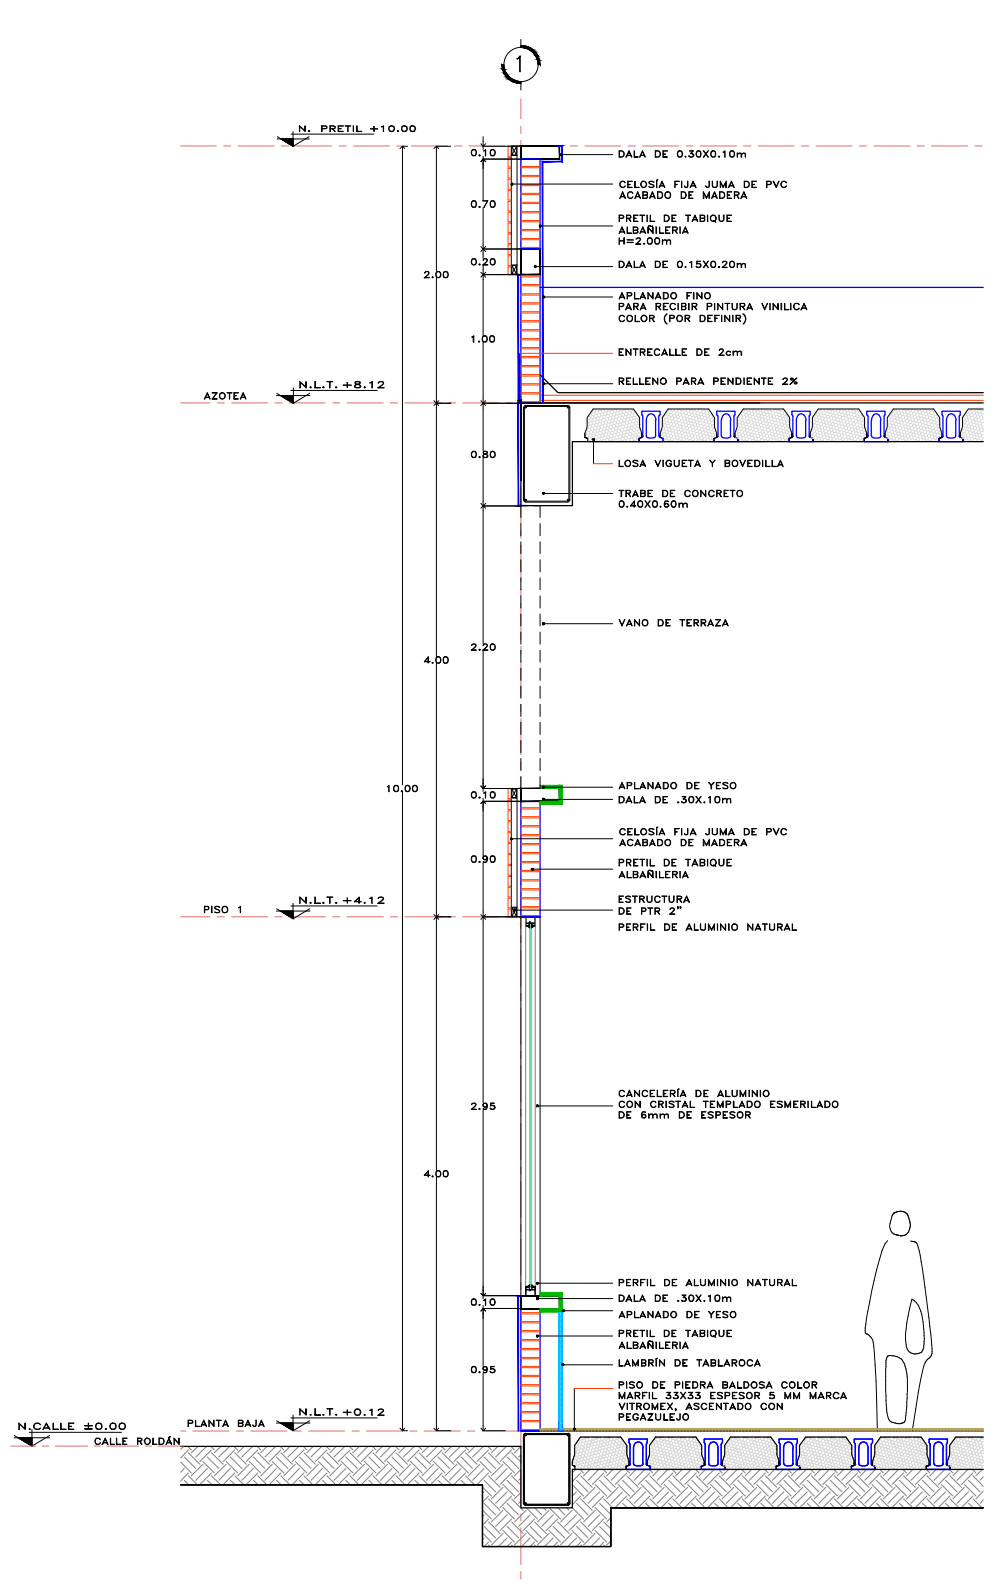 1
N. PRETIL +10.00
0.10
DALA DE 0.30X0.10m
CELOSÍA FIJA JUMA DE PVC
ACABADO DE MADERA
0.70
PRETIL DE TABIQUE
ALBAÑILERIA
H=2.00m
0.20
DALA DE 0.15X0.20m
2.00
APLANADO FINO
PARA RECIBIR PINTURA VINILICA
COLOR (POR DEFINIR)
1.00
ENTRECALLE DE 2cm
RELLENO PARA PENDIENTE 2%
N.L.T. +8.12
AZOTEA
0.80
LOSA VIGUETA Y BOVEDILLA
TRABE DE CONCRETO
0.40X0.60m
VANO DE TERRAZA
2.20
4.00
APLANADO DE YESO
10.00
0.10
DALA DE .30X.10m
CELOSÍA FIJA JUMA DE PVC
ACABADO DE MADERA
0.90
PRETIL DE TABIQUE
ALBAÑILERIA
N.L.T. +4.12
PISO 1
ESTRUCTURA
DE PTR 2"
PERFIL DE ALUMINIO NATURAL
CANCELERÍA DE ALUMINIO
CON CRISTAL TEMPLADO ESMERILADO
DE 6mm DE ESPESOR
2.95
4.00
PERFIL DE ALUMINIO NATURAL
0.10
DALA DE .30X.10m
APLANADO DE YESO
PRETIL DE TABIQUE
ALBAÑILERIA
0.95
LAMBRÍN DE TABLAROCA
PISO DE PIEDRA BALDOSA COLOR
MARFIL 33X33 ESPESOR 5 MM MARCA
VITROMEX, ASCENTADO CON
PEGAZULEJO
N.L.T. +0.12
PLANTA BAJA
N.CALLE ±0.00
CALLE ROLDÁN